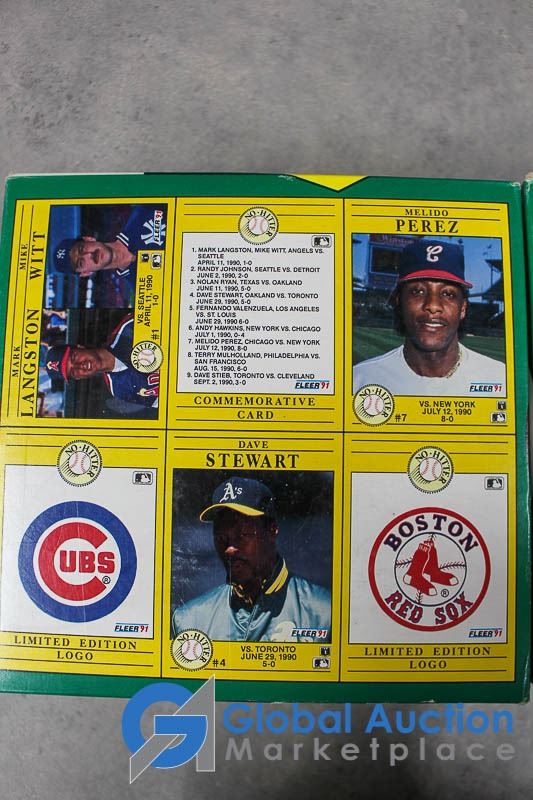 MIKE
WITT
MARK
LANGSTON
FLEER 91
VS. SEATTLE
APRIL 11, 1990
1-0
#1
NO-HITTER
NO-HITTER
1. MARK LANGSTON, MIKE WITT, ANGELS VS.
SEATTLE
APRIL 11, 1990, 1-0
2. RANDY JOHNSON, SEATTLE VS. DETROIT
JUNE 2, 1990, 2-0
3. NOLAN RYAN, TEXAS VS. OAKLAND
JUNE 11, 1990, 5-0
4. DAVE STEWART, OAKLAND VS. TORONTO
JUNE 29, 1990, 5-0
5. FERNANDO VALENZUELA, LOS ANGELES
VS. ST. LOUIS
JUNE 29, 1990 6-0
6. ANDY HAWKINS, NEW YORK VS. CHICAGO
JULY 1, 1990, 0-4
7. MELIDO PEREZ, CHICAGO VS. NEW YORK
JULY 12, 1990, 8-0
8. TERRY MULHOLLAND, PHILADELPHIA VS.
SAN FRANCISCO
AUG. 15, 1990, 6-0
9. DAVE STIEB, TORONTO VS. CLEVELAND
SEPT. 2, 1990, 3-0
FLEER 91
COMMEMORATIVE
CARD
MELIDO
PEREZ
C
FLEER 91
NO-HITTER
#7
VS. NEW YORK
JULY 12, 1990
8-0
NO-HITTER
CUBS
®
FLEER 91
LIMITED EDITION
LOGO
DAVE
STEWART
A's
FLEER 91
NO-HITTER
#4
VS. TORONTO
JUNE 29, 1990
5-0
NO-HITTER
BOSTON
RED SOX
®
FLEER 91
LIMITED EDITION
LOGO
Global Auction
Marketplace